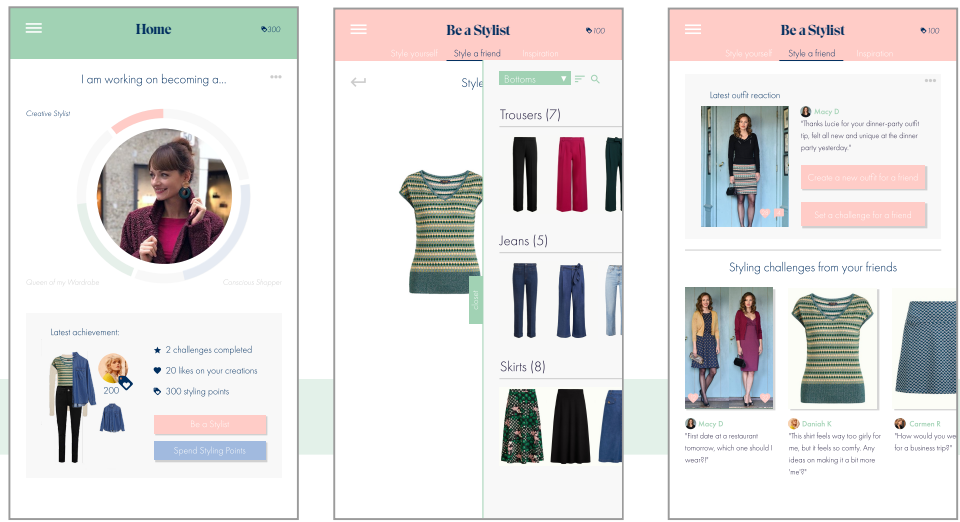 Home
300
I am working on becoming a...
Creative Stylist
Queen of my Wardrobe
Conscious Shopper
Latest achievement:
200
2 challenges completed
20 likes on your creations
300 styling points
Be a Stylist
Spend Styling Points
Be a Stylist
100
Style yourself
Style a friend
Inspiration
Style
Bottoms
Trousers (7)
Jeans (5)
closet
Skirts (8)
Be a Stylist
100
Style yourself
Style a friend
Inspiration
Latest outfit reaction
Macy D
"Thanks Lucie for your dinner-party outfit
tip, felt all new and unique at the dinner
party yesterday."
Create a new outfit for a friend
Set a challenge for a friend
Styling challenges from your friends
Macy D
"First date at a restaurant
tomorrow, which one should I
wear?!"
Daniah K
"This shirt feels way too girly for
me, but it feels so comfy. Any
ideas on making it a bit more
'me'?"
Carmen R
"How would you we
for a business trip?"